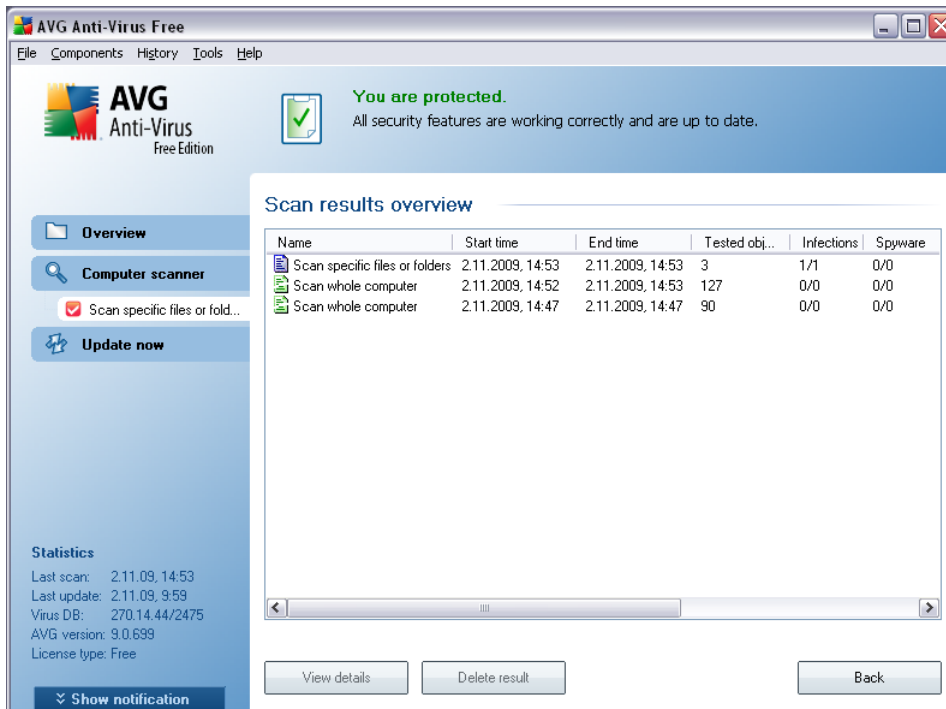 AVG Anti-Virus Free
File Components History Tools Help
AVG
Anti-Virus
Free Edition
You are protected.
All security features are working correctly and are up to date.
Overview
Computer scanner
Scan specific files or fold...
Update now
Scan results overview
Name Start time End time Tested obj... Infections Spyware
Scan specific files or folders 2.11.2009, 14:53 2.11.2009, 14:53 3 1/1 0/0
Scan whole computer 2.11.2009, 14:52 2.11.2009, 14:53 127 0/0 0/0
Scan whole computer 2.11.2009, 14:47 2.11.2009, 14:47 90 0/0 0/0
Statistics
Last scan: 2.11.09, 14:53
Last update: 2.11.09, 9:59
Virus DB: 270.14.44/2475
AVG version: 9.0.699
License type: Free
Show notification
View details Delete result Back